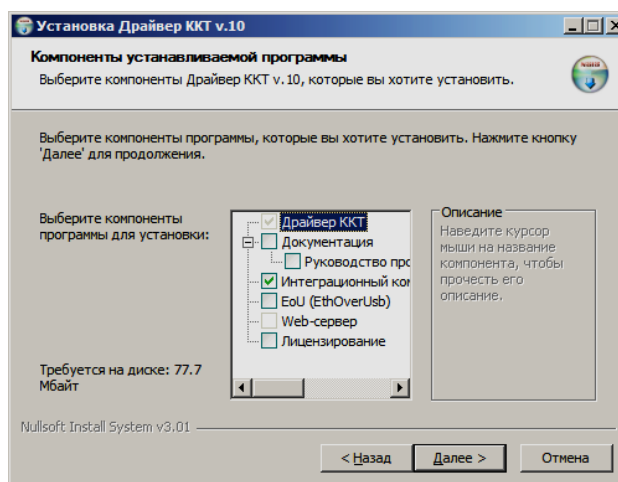 Установка Драйвер ККТ v.10
Компоненты устанавливаемой программы
Выберите компоненты Драйвер ККТ v.10, которые вы хотите установить.
Выберите компоненты программы, которые вы хотите установить. Нажмите кнопку
'Далее' для продолжения.
Выберите компоненты
программы для установки:
Драйвер ККТ
Документация
Руководство прс
Интеграционный кол
EoU (EthOverUsb)
Web-сервер
Лицензирование
Описание
Наведите курсор
мыши на название
компонента, чтобы
прочесть его
описание.
Требуется на диске: 77.7
Мбайт
Nullsoft Install System v3.01
< Назад
Далее >
Отмена